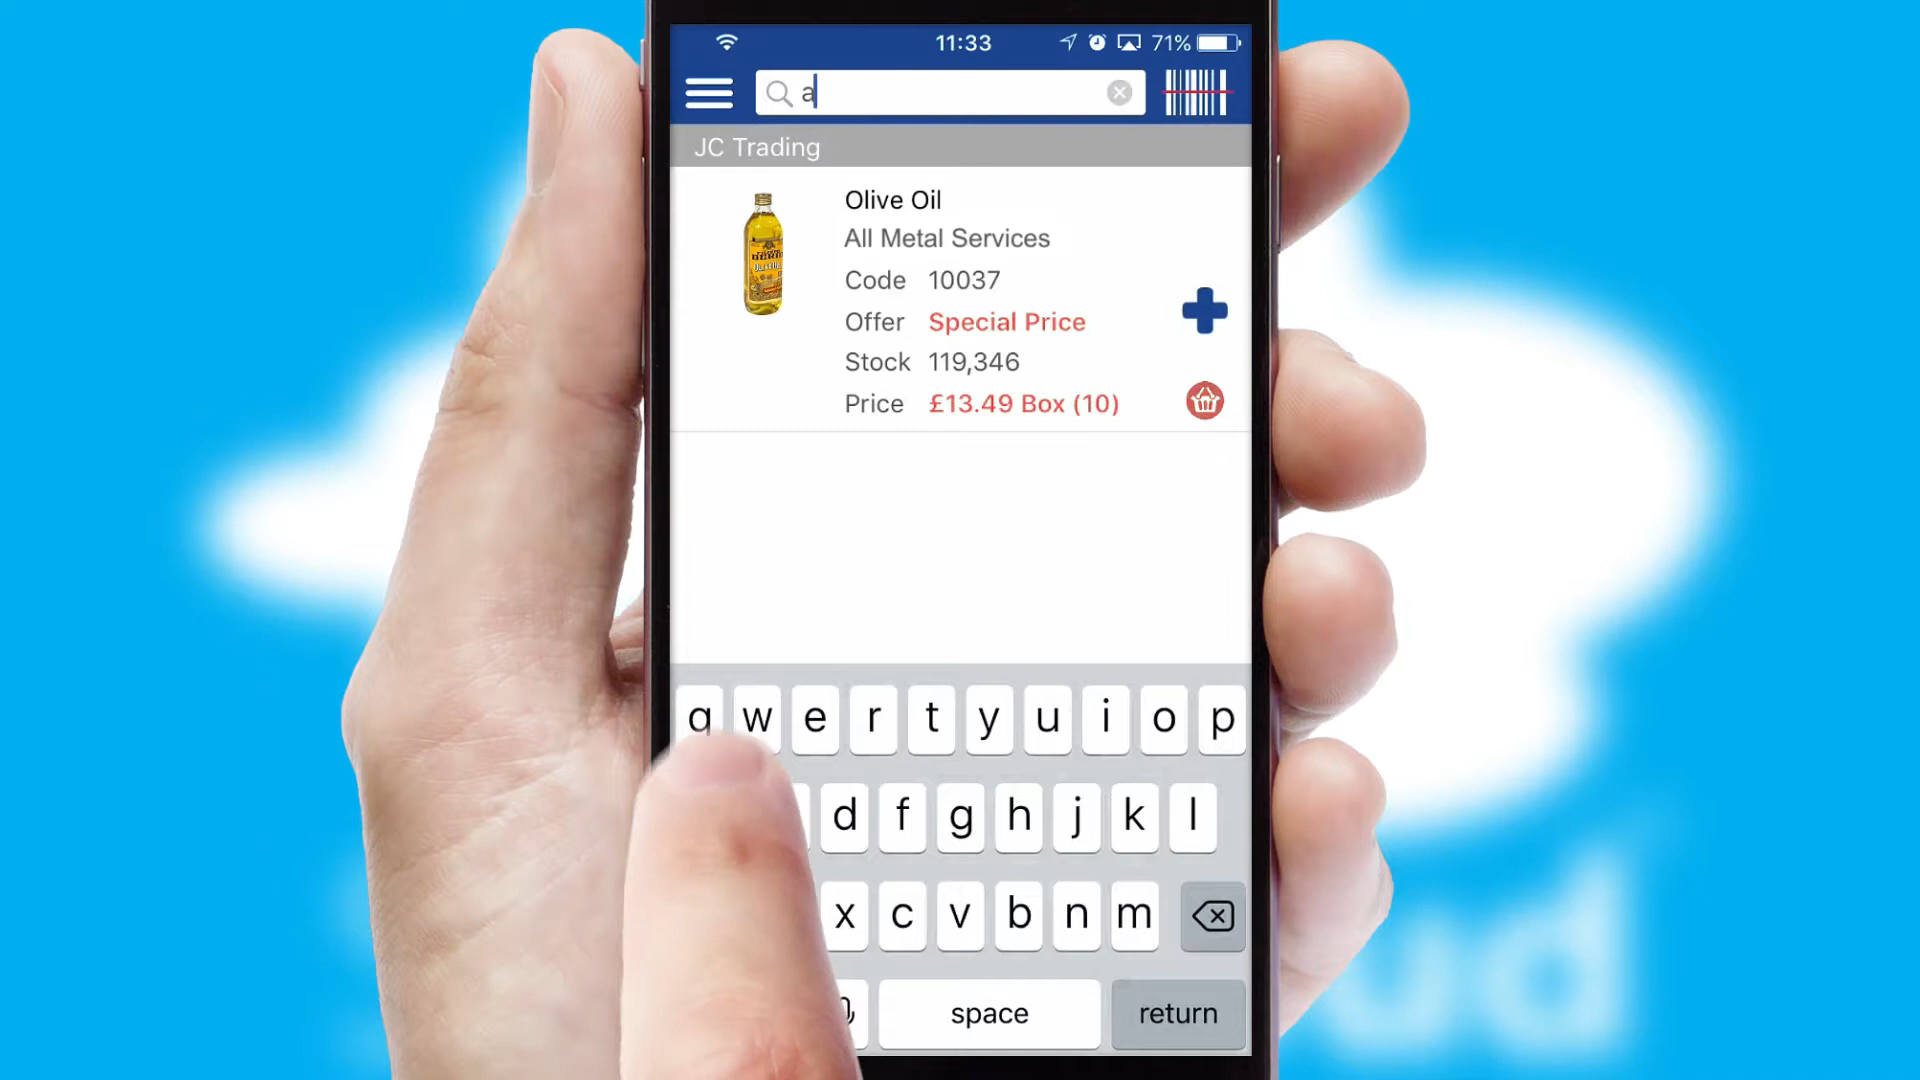 11:33 71%
a
JC Trading
Olive Oil
All Metal Services
Code 10037
Offer Special Price
Stock 119,346
Price £13.49 Box (10)
q w e r t y u i o p
d f g h j k l
x c v b n m
space return